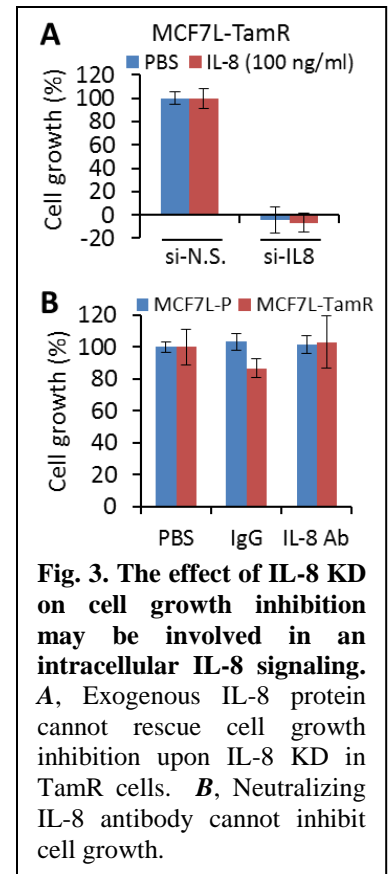 A
MCF7L-TamR
PBS IL-8 (100 ng/ml)
Cell growth (%)
120
100
80
60
40
20
0
-20
si-N.S. si-IL8
B
MCF7L-P MCF7L-TamR
Cell growth (%)
120
100
80
60
40
20
0
PBS IgG IL-8 Ab
Fig. 3. The effect of IL-8 KD
on cell growth inhibition
may be involved in an
intracellular IL-8 signaling.
A, Exogenous IL-8 protein
cannot rescue cell growth
inhibition upon IL-8 KD in
TamR cells. B, Neutralizing
IL-8 antibody cannot inhibit
cell growth.